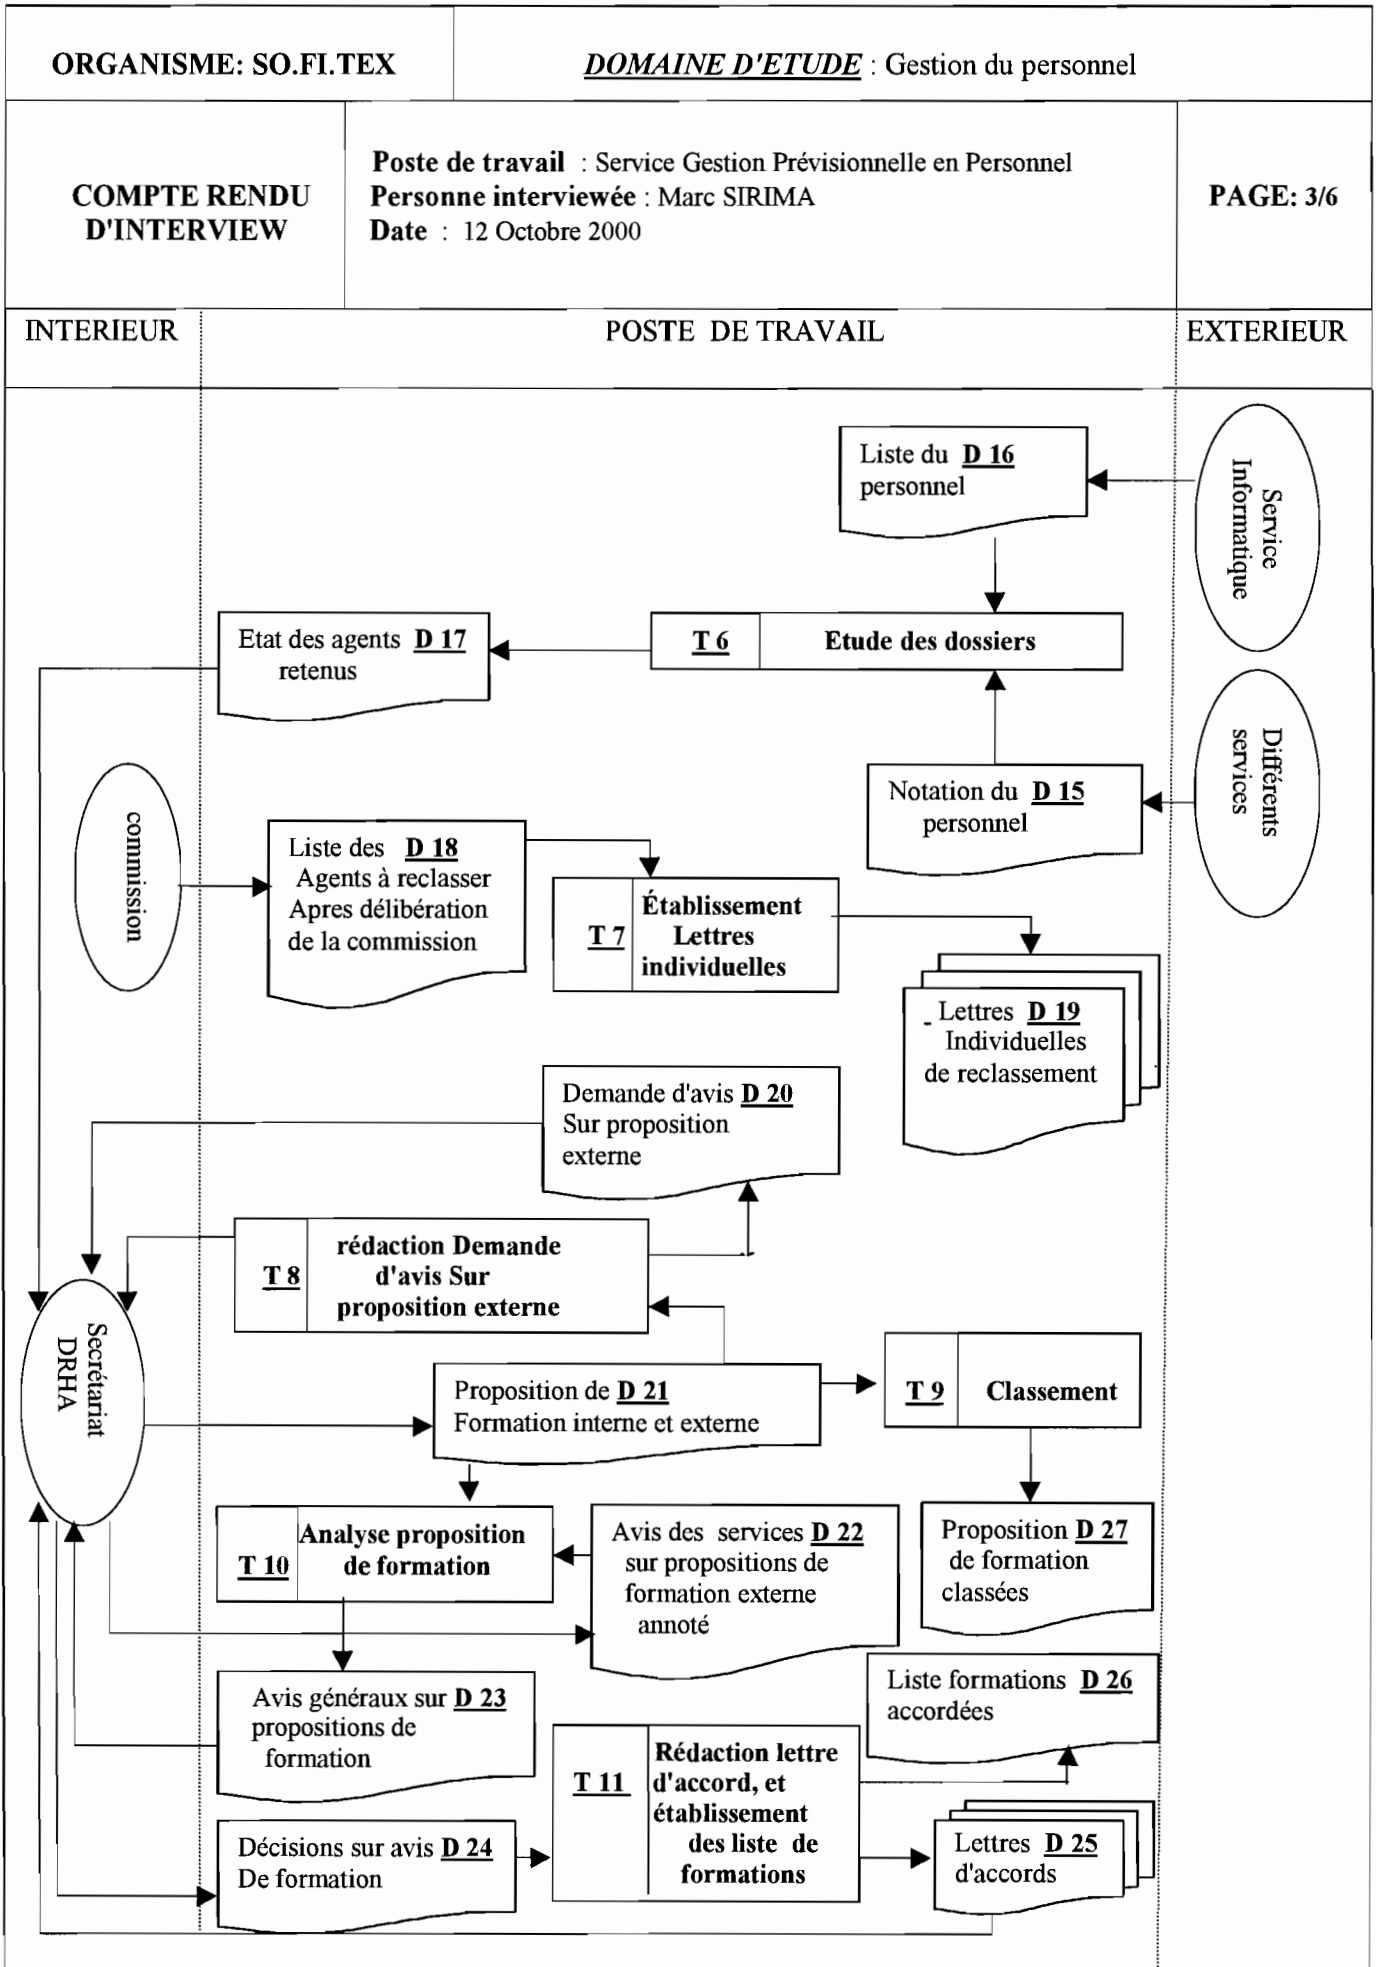 ORGANISME: SO.FI.TEX
DOMAINE D'ETUDE : Gestion du personnel
COMPTE RENDU
D'INTERVIEW
Poste de travail : Service Gestion Prévisionnelle en Personnel
Personne interviewée : Marc SIRIMA
Date : 12 Octobre 2000
PAGE: 3/6
INTERIEUR
POSTE DE TRAVAIL
EXTERIEUR
Liste du D 16
personnel
Service
Informatique
Etat des agents D 17
retenus
T 6
Etude des dossiers
Différents
services
Notation du D 15
personnel
commission
Liste des D 18
Agents à reclasser
Apres délibération
de la commission
T 7
Établissement
Lettres
individuelles
- Lettres D 19
Individuelles
de reclassement
Demande d'avis D 20
Sur proposition
externe
T 8
rédaction Demande
d'avis Sur
proposition externe
Secrétariat
DRHA
Proposition de D 21
Formation interne et externe
T 9
Classement
T 10
Analyse proposition
de formation
Avis des services D 22
sur propositions de
formation externe
annoté
Proposition D 27
de formation
classées
Avis généraux sur D 23
propositions de
formation
Liste formations D 26
accordées
T 11
Rédaction lettre
d'accord, et
établissement
des liste de
formations
Décisions sur avis D 24
De formation
Lettres D 25
d'accords